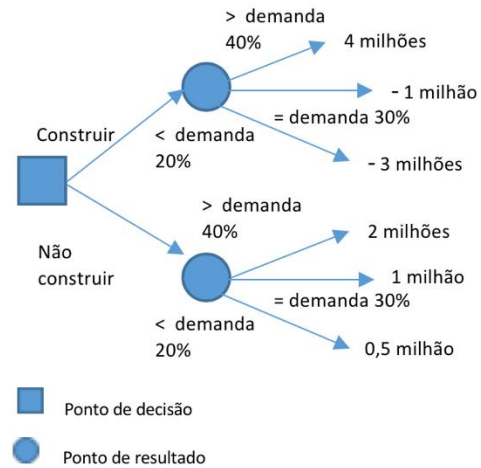 > demanda
40%
4 milhões
- 1 milhão
= demanda 30%
Construir
< demanda
20%
- 3 milhões
> demanda
40%
2 milhões
Não
construir
1 milhão
= demanda 30%
< demanda
20%
0,5 milhão
Ponto de decisão
Ponto de resultado